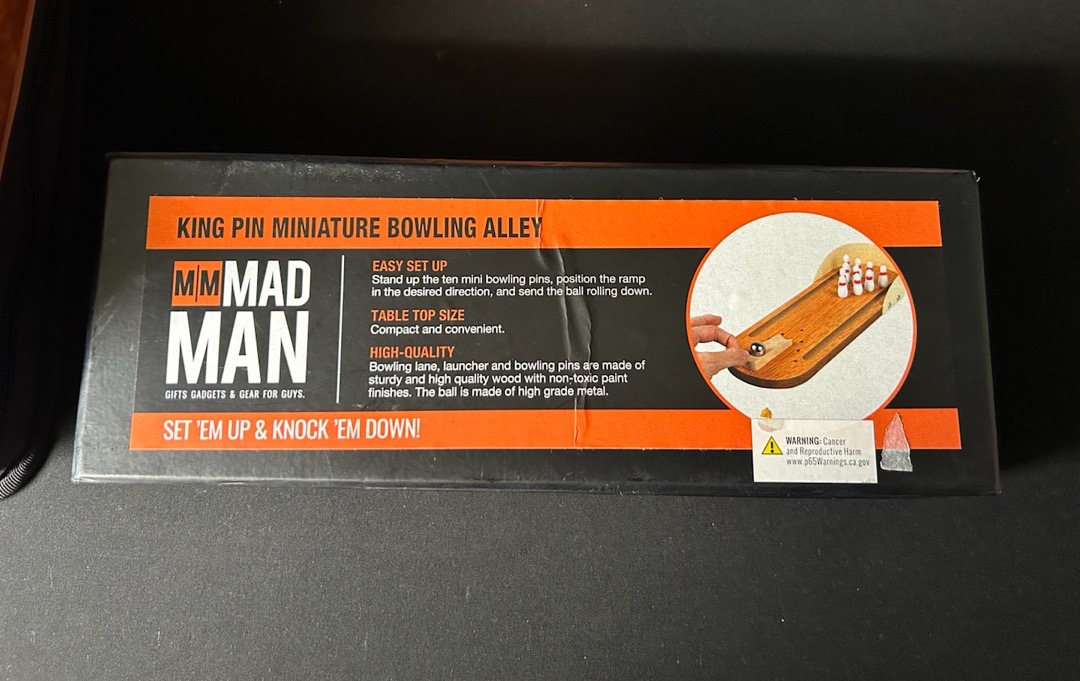 KING PIN MINIATURE BOWLING ALLEY
M|M MAD
MAN
GIFTS GADGETS & GEAR FOR GUYS.
EASY SET UP
Stand up the ten mini bowling pins, position the ramp
in the desired direction, and send the ball rolling down.
TABLE TOP SIZE
Compact and convenient.
HIGH-QUALITY
Bowling lane, launcher and bowling pins are made of
sturdy and high quality wood with non-toxic paint
finishes. The ball is made of high grade metal.
SET 'EM UP & KNOCK 'EM DOWN!
WARNING: Cancer
and Reproductive Harm
www.p65Warnings.ca.gov